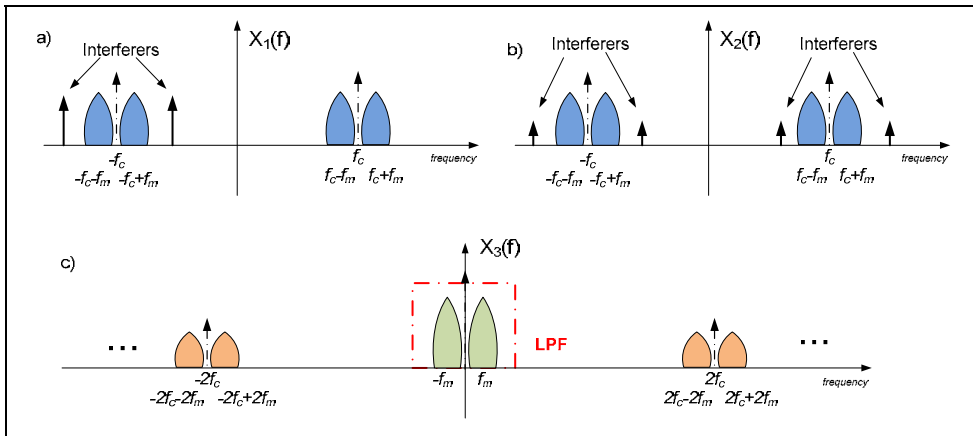 a)
X1(f)
Interferers
-fc
-fc-fm -fc+fm
fc
fc-fm fc+fm
frequency
b)
X2(f)
Interferers
Interferers
-fc
-fc-fm -fc+fm
fc
fc-fm fc+fm
frequency
c)
X3(f)
...
LPF
...
-2fc
-2fc-2fm -2fc+2fm
-fm fm
2fc
2fc-2fm 2fc+2fm
frequency